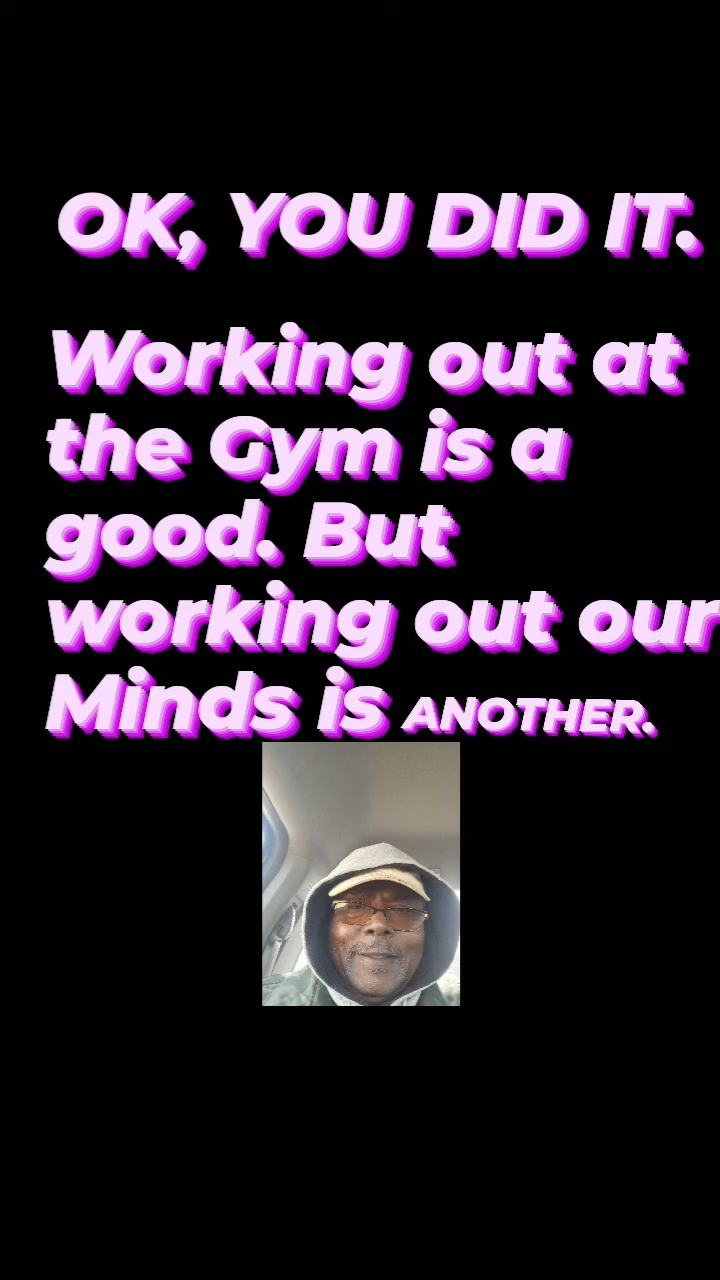 OK, YOU DID IT.
Working out at
the Gym is a
good. But
working out our
Minds is ANOTHER.